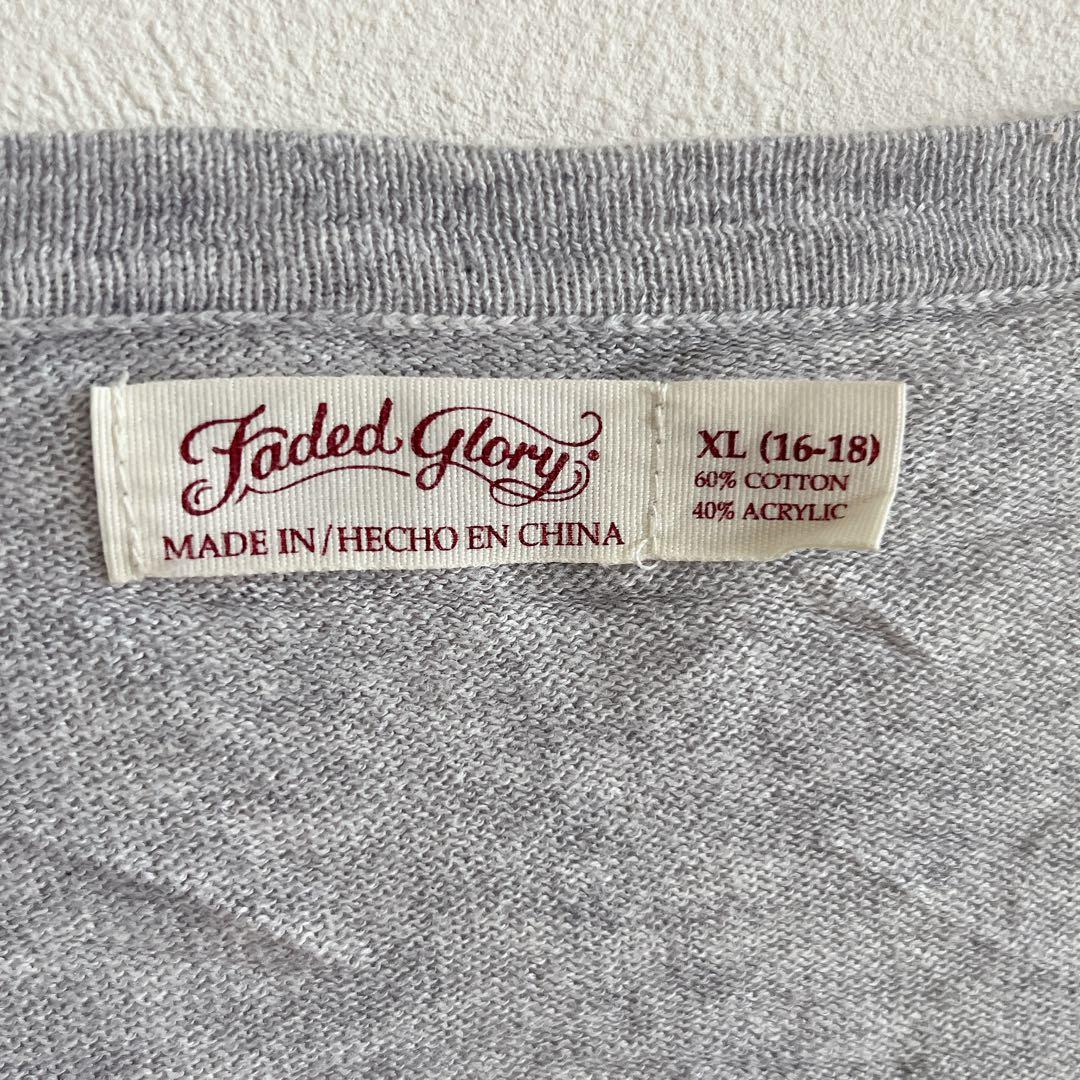 Faded Glory
MADE IN/HECHO EN CHINA
XL (16-18)
60% COTTON
40% ACRYLIC